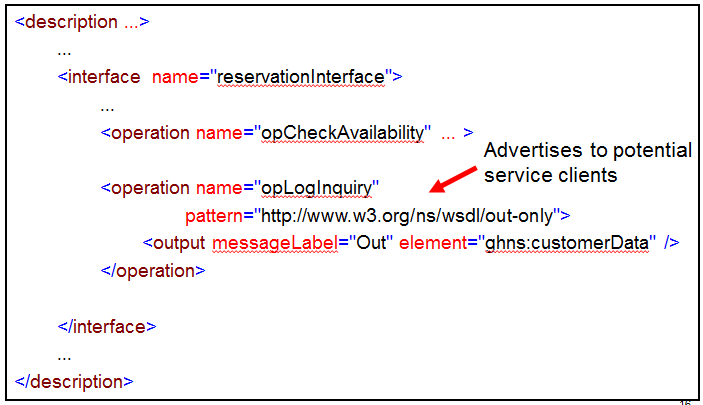 <description ...>
...
<interface name="reservationInterface">
...
<operation name="opCheckAvailability" ... >
Advertises to potential
service clients
<operation name="opLogInquiry"
pattern="http://www.w3.org/ns/wsdl/out-only">
<output messageLabel="Out" element="ghns:customerData" />
</operation>
</interface>
...
</description>